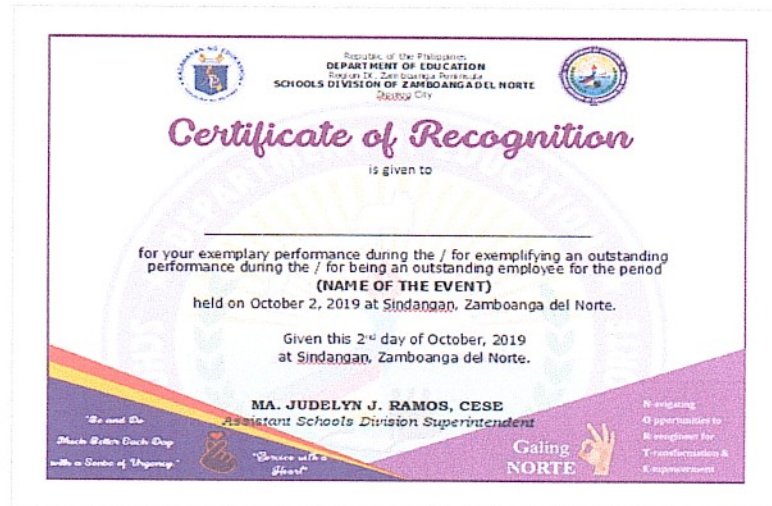 Republic of the Philippines
DEPARTMENT OF EDUCATION
Region IX, Zamboanga Peninsula
SCHOOLS DIVISION OF ZAMBOANGA DEL NORTE
Dipolog City
Certificate of Recognition
is given to
for your exemplary performance during the / for exemplifying an outstanding
performance during the / for being an outstanding employee for the period
(NAME OF THE EVENT)
held on October 2, 2019 at Sindangan, Zamboanga del Norte.
Given this 2nd day of October, 2019
at Sindangan, Zamboanga del Norte.
MA. JUDELYN J. RAMOS, CESE
Assistant Schools Division Superintendent
"Be and Do
Much Better Each Day
with a Sense of Urgency."
"Service with a
Heart"
Galing
NORTE
N-avigating
O-pportunities to
R-einvigorate for
T-ransformation &
E-mpowerment